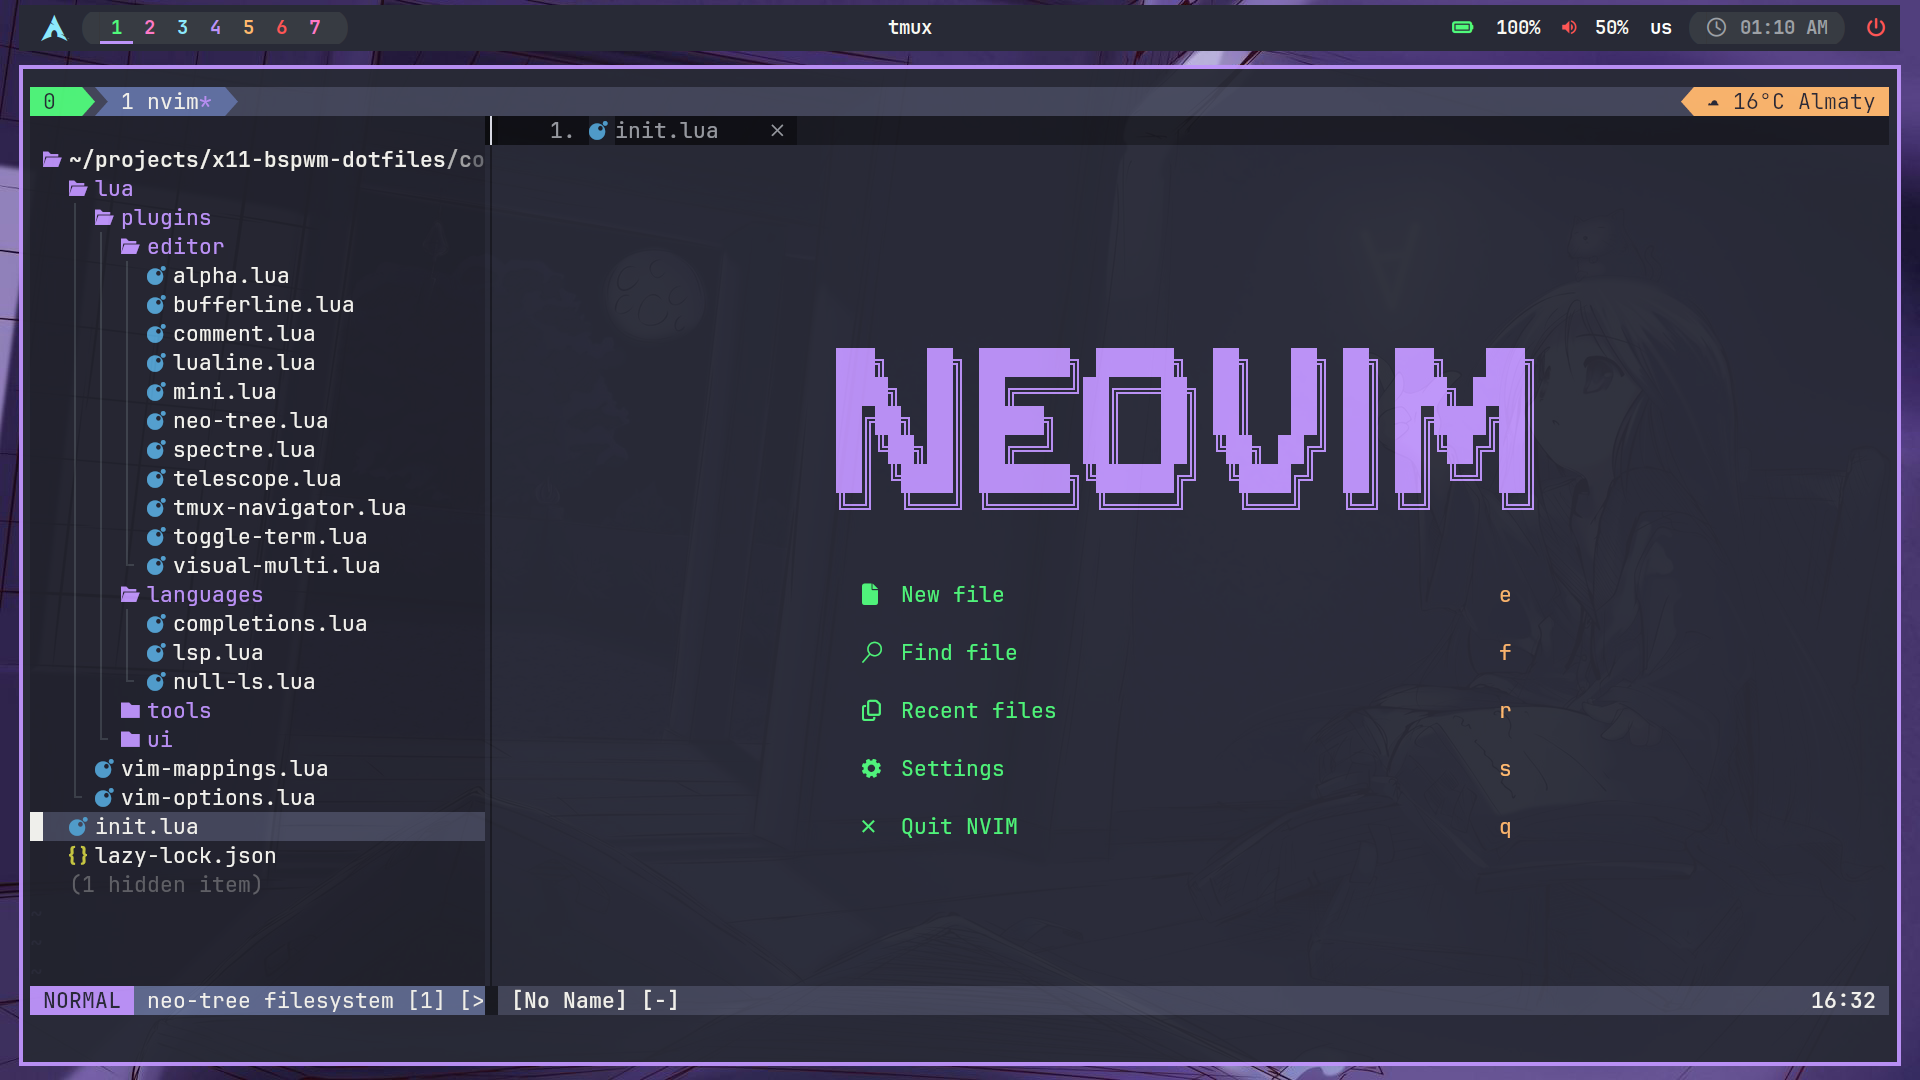 1 2 3 4 5 6 7 tmux 100% 50% us 01:10 AM
0 1 nvim* 16°C Almaty
1. init.lua ×
~/projects/x11-bspwm-dotfiles/co
lua
plugins
editor
alpha.lua
bufferline.lua
comment.lua
lualine.lua
mini.lua
neo-tree.lua
spectre.lua
telescope.lua
tmux-navigator.lua
toggle-term.lua
visual-multi.lua
languages
completions.lua
lsp.lua
null-ls.lua
tools
ui
vim-mappings.lua
vim-options.lua
init.lua
{} lazy-lock.json
(1 hidden item)
NEOVIM
New file e
Find file f
Recent files r
Settings s
Quit NVIM q
NORMAL neo-tree filesystem [1] [> [No Name] [-] 16:32